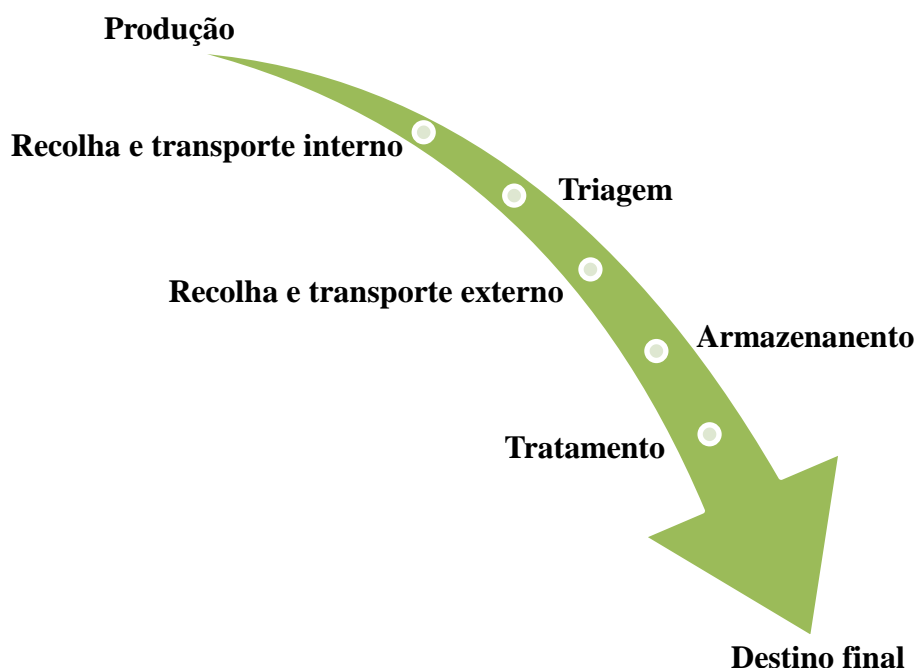 Produção
Recolha e transporte interno
Triagem
Recolha e transporte externo
Armazenanento
Tratamento
Destino final